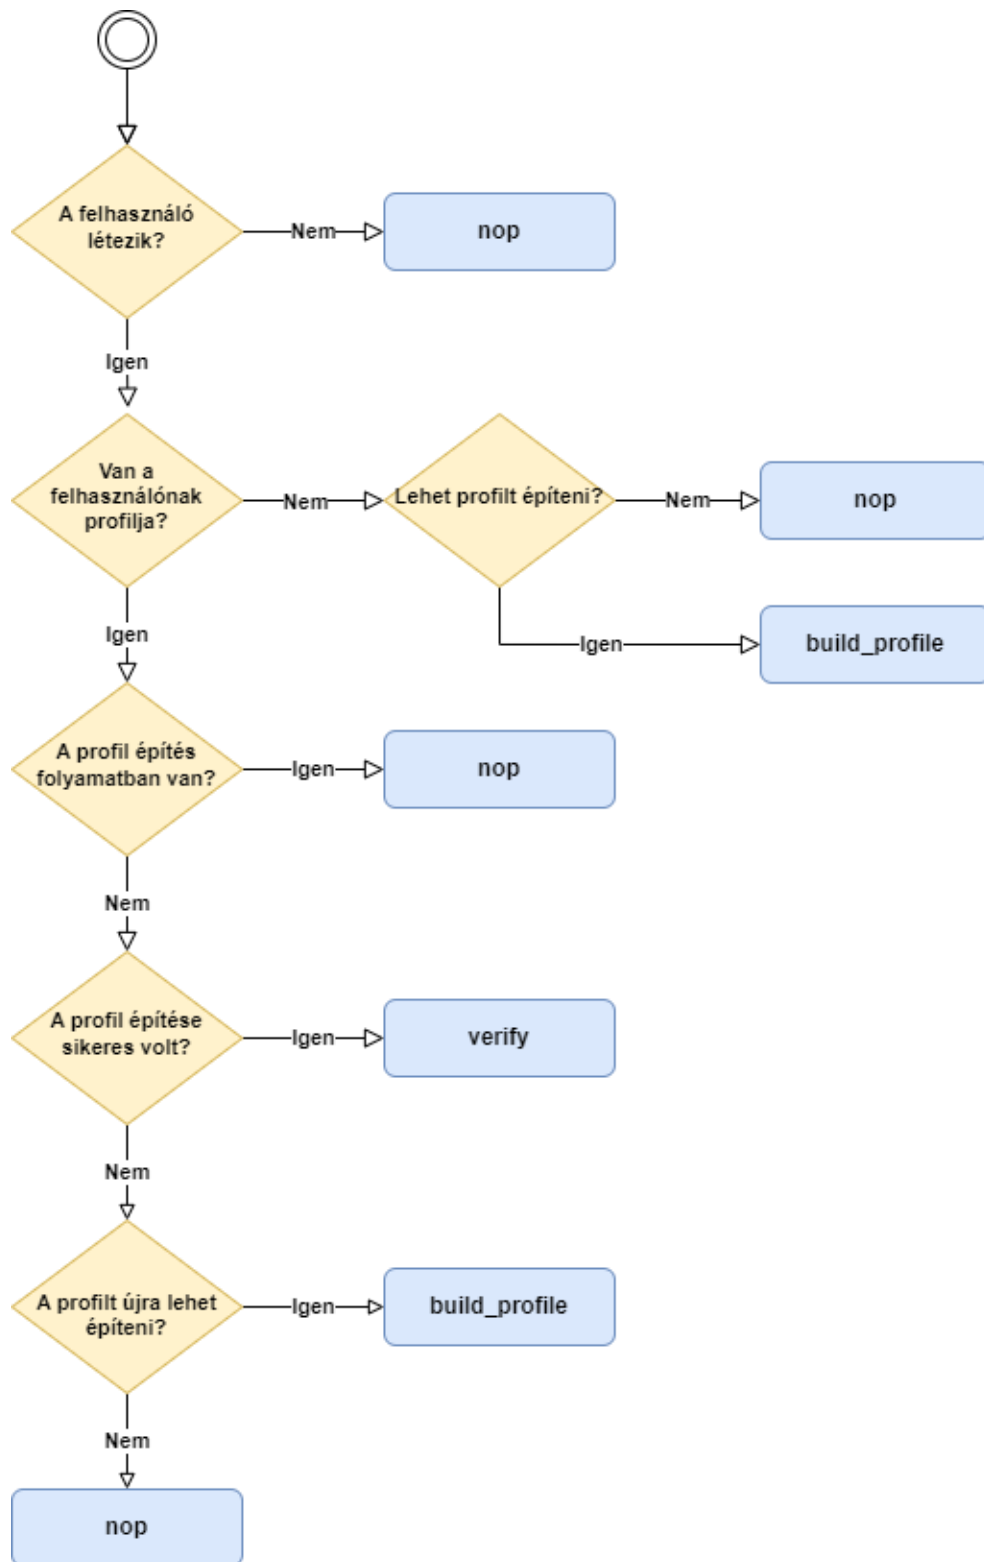 A felhasználó
létezik?
Nem
nop
Igen
Van a
felhasználónak
profilja?
Nem
Lehet profilt építeni?
Nem
nop
Igen
build_profile
Igen
A profil építés
folyamatban van?
Igen
nop
Nem
A profil építése
sikeres volt?
Igen
verify
Nem
A profilt újra lehet
építeni?
Igen
build_profile
Nem
nop